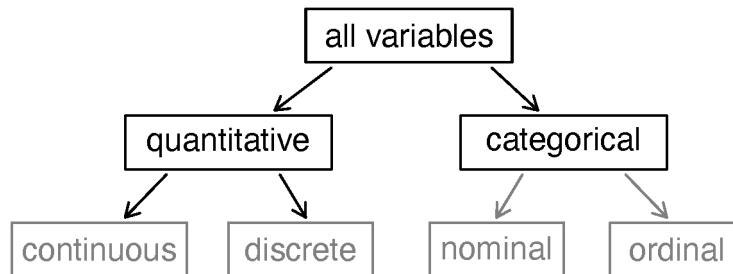 all variables
quantitative
categorical
continuous
discrete
nominal
ordinal